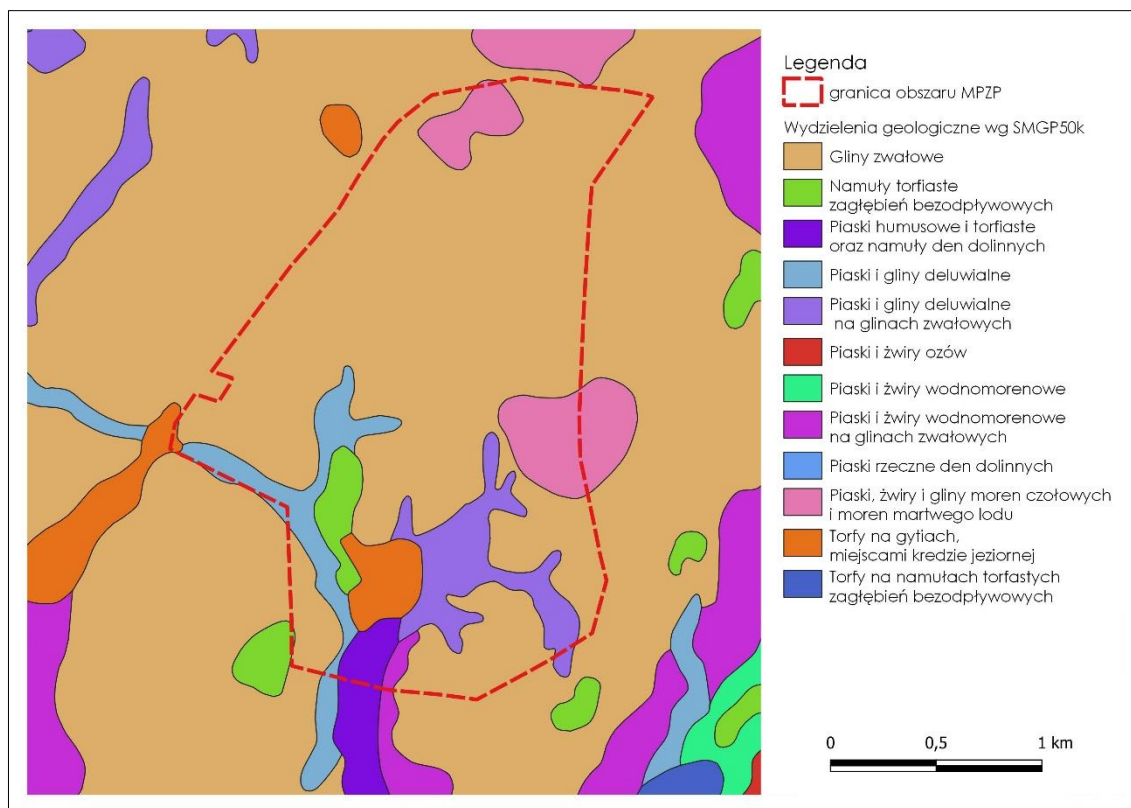 Legenda
granica obszaru MPZP
Wydzielenia geologiczne wg SMGP50k
Gliny zwałowe
Namuły torfiaste
zagłębień bezodpływowych
Piaski humusowe i torfiaste
oraz namuły den dolinnych
Piaski i gliny deluwialne
Piaski i gliny deluwialne
na glinach zwałowych
Piaski i żwiry ozów
Piaski i żwiry wodnomorenowe
Piaski i żwiry wodnomorenowe
na glinach zwałowych
Piaski rzeczne den dolinnych
Piaski, żwiry i gliny moren czołowych
i moren martwego lodu
Torfy na gytiach,
miejscami kredzie jeziornej
Torfy na namułach torfastych
zagłębień bezodpływowych
0 0,5 1 km